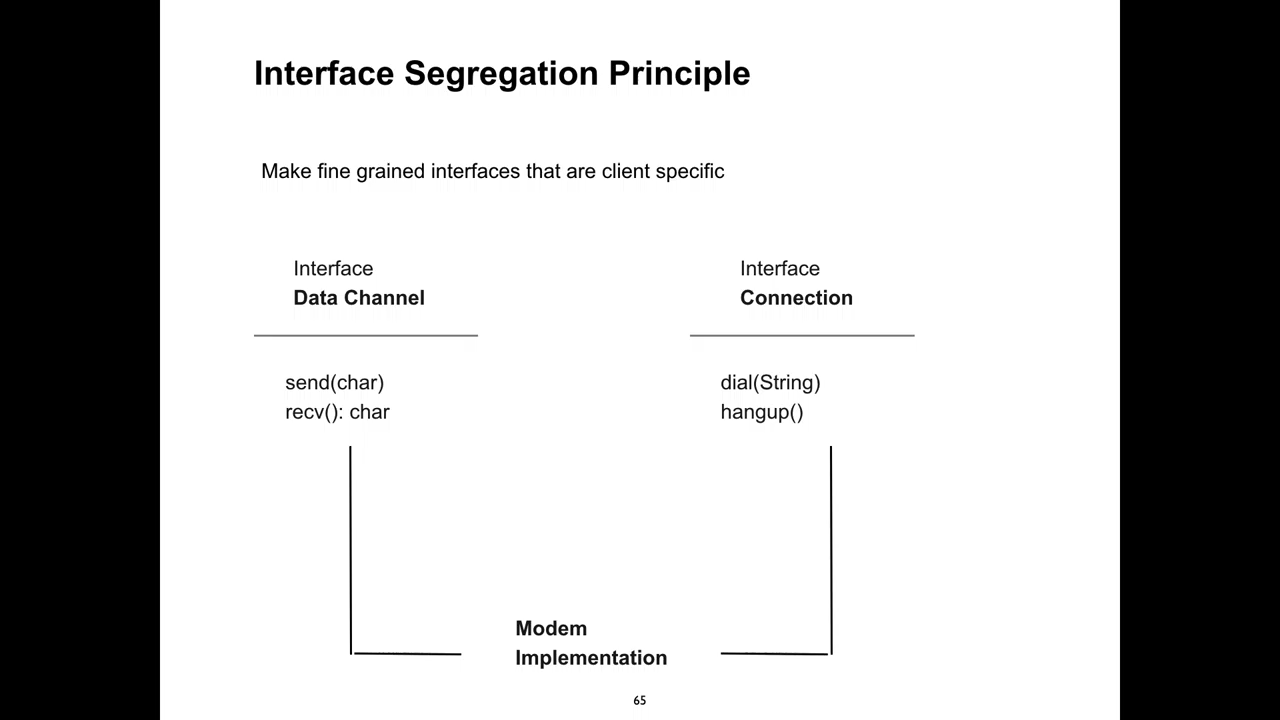 Interface Segregation Principle
Make fine grained interfaces that are client specific
Interface
Data Channel
send(char)
recv(): char
Interface
Connection
dial(String)
hangup()
Modem
Implementation
65